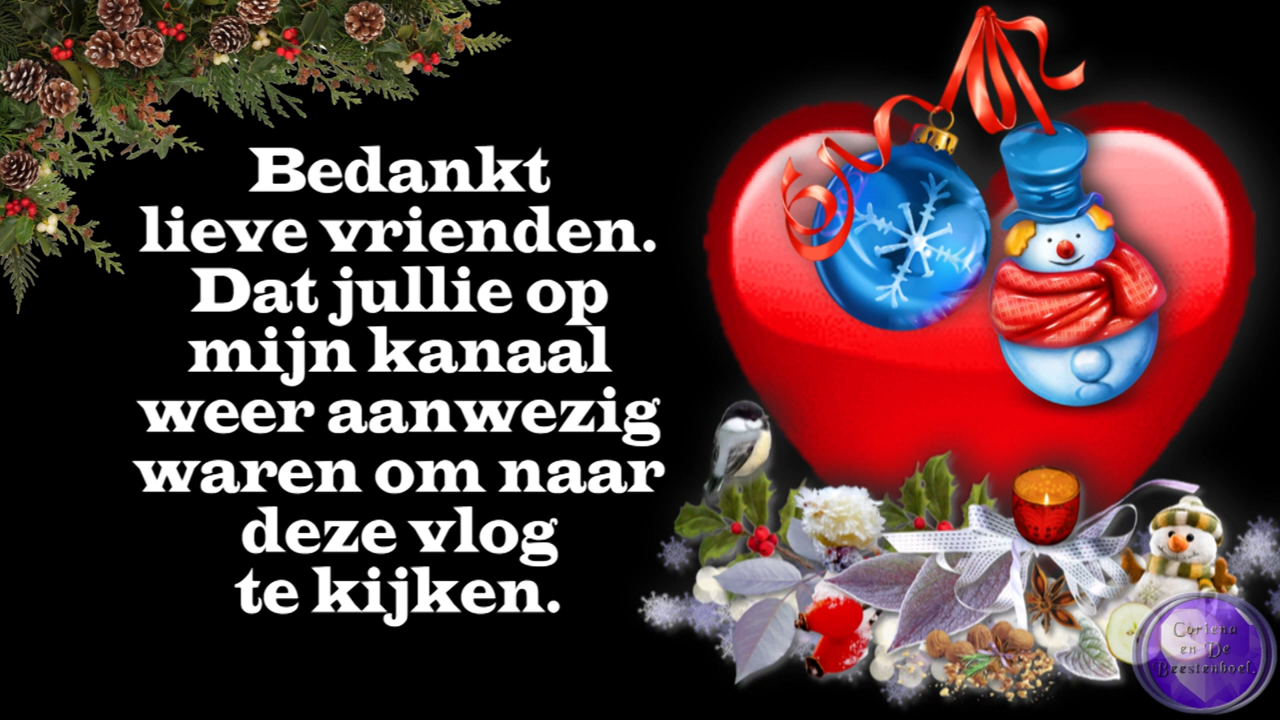 Bedankt
lieve vrienden.
Dat jullie op
mijn kanaal
weer aanwezig
waren om naar
deze vlog
te kijken.
Coriena
en De
Beestenboel